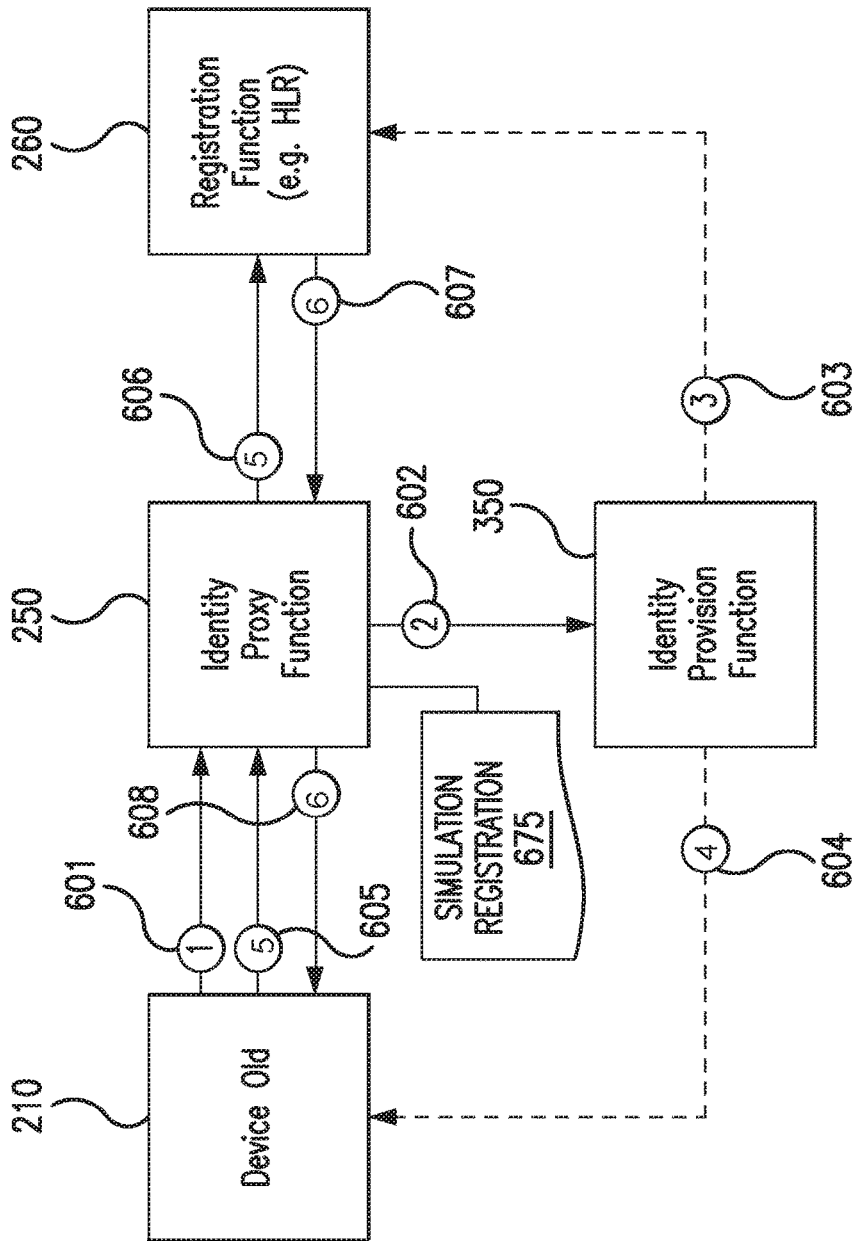 210
250
260
Device Old
Identity
Proxy
Function
Registration
Function
(e.g. HLR)
601
1
5
605
608
6
606
5
6
607
2
602
SIMULATION
REGISTRATION
675
350
Identity
Provision
Function
4
604
3
603